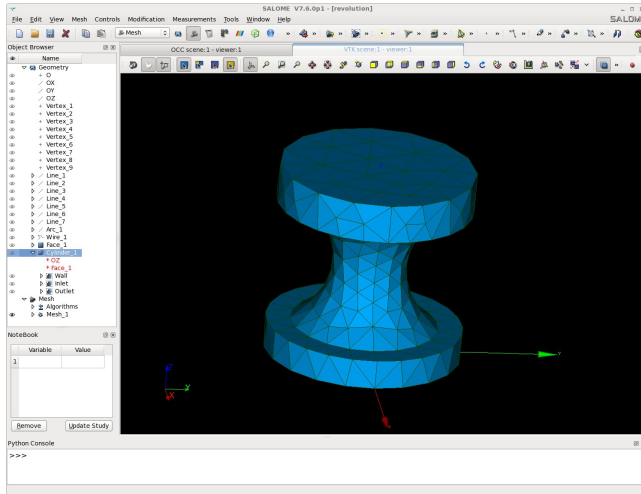 SALOME V7.6.0p1 - [revolution]
File Edit View Mesh Controls Modification Measurements Tools Window Help
SALOM
Mesh
Object Browser
OCC scene:1 - viewer:1
VTK scene:1 - viewer:1
Name
Geometry
O
OX
OY
OZ
Vertex_1
Vertex_2
Vertex_3
Vertex_4
Vertex_5
Vertex_6
Vertex_7
Vertex_8
Vertex_9
Line_1
Line_2
Line_3
Line_4
Line_5
Line_6
Line_7
Arc_1
Wire_1
Face_1
Cylinder_1
* OZ
* Face_1
Wall
Inlet
Outlet
Mesh
Algorithms
Mesh_1
NoteBook
Variable Value
1
Remove Update Study
Z
Y
X
Python Console
>>>